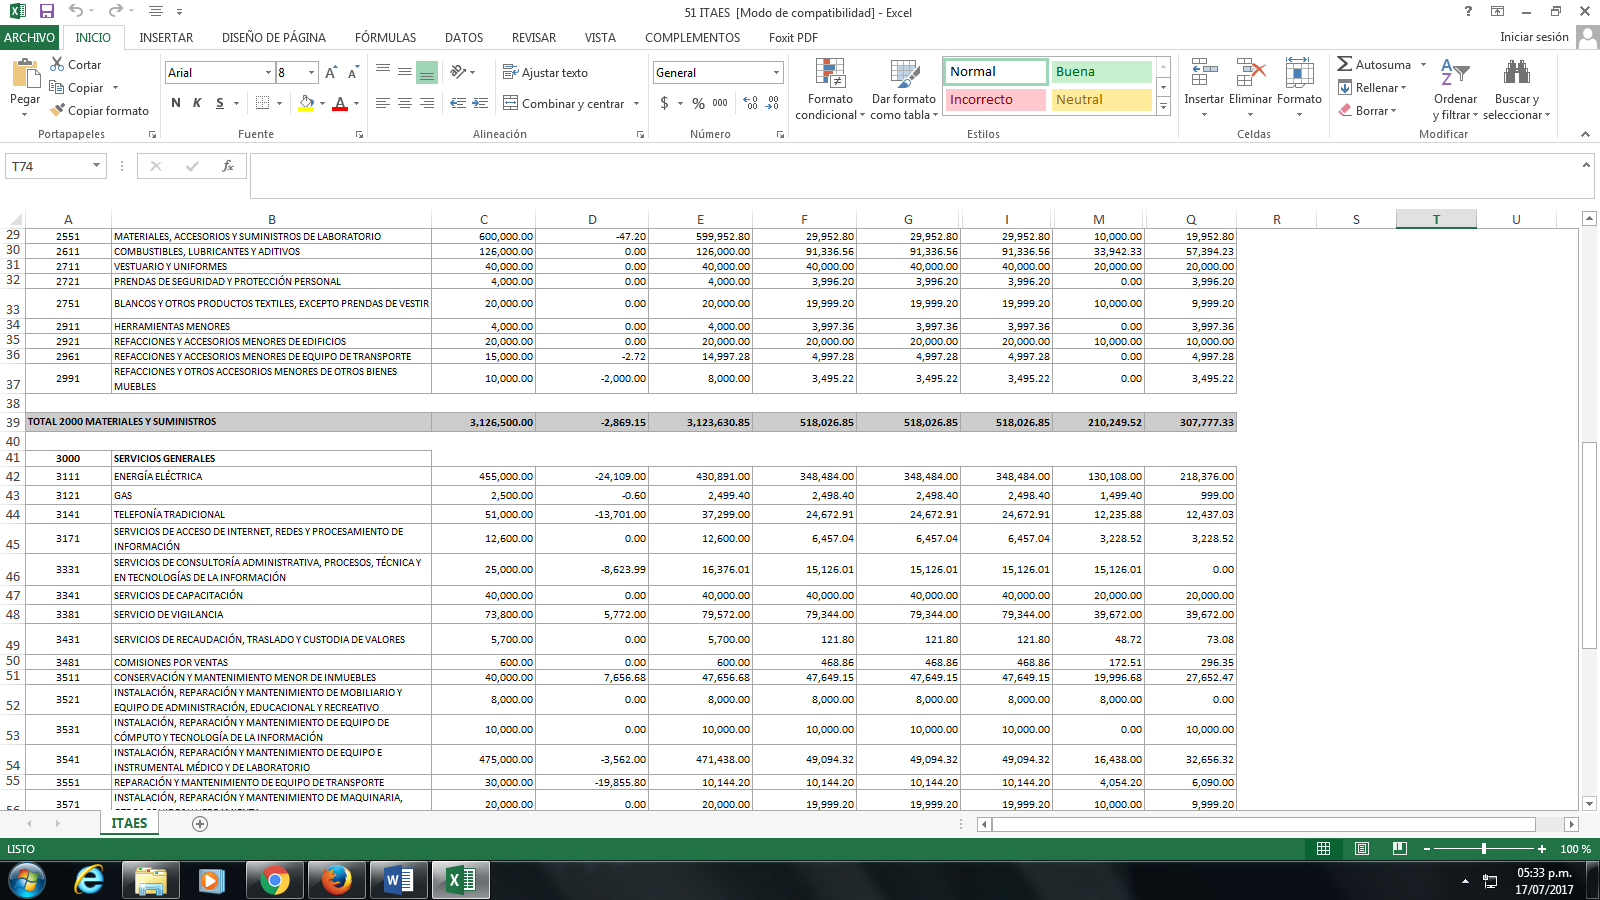 51 ITAES  [Modo de compatibilidad] - Excel
ARCHIVO INICIO INSERTAR DISEÑO DE PÁGINA FÓRMULAS DATOS REVISAR VISTA COMPLEMENTOS Foxit PDF Iniciar sesión
Pegar
Cortar
Copiar
Copiar formato
Portapapeles
Arial 8
N K S
Fuente
Ajustar texto
Combinar y centrar
Alineación
General
$ % 000
Número
Formato condicional
Dar formato como tabla
Normal Buena
Incorrecto Neutral
Estilos
Insertar Eliminar Formato
Celdas
Autosuma
Rellenar
Borrar
Ordenar y filtrar
Buscar y seleccionar
Modificar
T74 fx
A B C D E F G I M Q R S T U
29 2551 MATERIALES, ACCESORIOS Y SUMINISTROS DE LABORATORIO 600,000.00 -47.20 599,952.80 29,952.80 29,952.80 29,952.80 10,000.00 19,952.80
30 2611 COMBUSTIBLES, LUBRICANTES Y ADITIVOS 126,000.00 0.00 126,000.00 91,336.56 91,336.56 91,336.56 33,942.33 57,394.23
31 2711 VESTUARIO Y UNIFORMES 40,000.00 0.00 40,000.00 40,000.00 40,000.00 40,000.00 20,000.00 20,000.00
32 2721 PRENDAS DE SEGURIDAD Y PROTECCIÓN PERSONAL 4,000.00 0.00 4,000.00 3,996.20 3,996.20 3,996.20 0.00 3,996.20
33 2751 BLANCOS Y OTROS PRODUCTOS TEXTILES, EXCEPTO PRENDAS DE VESTIR 20,000.00 0.00 20,000.00 19,999.20 19,999.20 19,999.20 10,000.00 9,999.20
34 2911 HERRAMIENTAS MENORES 4,000.00 0.00 4,000.00 3,997.36 3,997.36 3,997.36 0.00 3,997.36
35 2921 REFACCIONES Y ACCESORIOS MENORES DE EDIFICIOS 20,000.00 0.00 20,000.00 20,000.00 20,000.00 20,000.00 10,000.00 10,000.00
36 2961 REFACCIONES Y ACCESORIOS MENORES DE EQUIPO DE TRANSPORTE 15,000.00 -2.72 14,997.28 4,997.28 4,997.28 4,997.28 0.00 4,997.28
37 2991 REFACCIONES Y OTROS ACCESORIOS MENORES DE OTROS BIENES MUEBLES 10,000.00 -2,000.00 8,000.00 3,495.22 3,495.22 3,495.22 0.00 3,495.22
38
39 TOTAL 2000 MATERIALES Y SUMINISTROS 3,126,500.00 -2,869.15 3,123,630.85 518,026.85 518,026.85 518,026.85 210,249.52 307,777.33
40
41 3000 SERVICIOS GENERALES
42 3111 ENERGÍA ELÉCTRICA 455,000.00 -24,109.00 430,891.00 348,484.00 348,484.00 348,484.00 130,108.00 218,376.00
43 3121 GAS 2,500.00 -0.60 2,499.40 2,498.40 2,498.40 2,498.40 1,499.40 999.00
44 3141 TELEFONÍA TRADICIONAL 51,000.00 -13,701.00 37,299.00 24,672.91 24,672.91 24,672.91 12,235.88 12,437.03
45 3171 SERVICIOS DE ACCESO DE INTERNET, REDES Y PROCESAMIENTO DE INFORMACIÓN 12,600.00 0.00 12,600.00 6,457.04 6,457.04 6,457.04 3,228.52 3,228.52
46 3331 SERVICIOS DE CONSULTORÍA ADMINISTRATIVA, PROCESOS, TÉCNICA Y EN TECNOLOGÍAS DE LA INFORMACIÓN 25,000.00 -8,623.99 16,376.01 15,126.01 15,126.01 15,126.01 15,126.01 0.00
47 3341 SERVICIOS DE CAPACITACIÓN 40,000.00 0.00 40,000.00 40,000.00 40,000.00 40,000.00 20,000.00 20,000.00
48 3381 SERVICIO DE VIGILANCIA 73,800.00 5,772.00 79,572.00 79,344.00 79,344.00 79,344.00 39,672.00 39,672.00
49 3431 SERVICIOS DE RECAUDACIÓN, TRASLADO Y CUSTODIA DE VALORES 5,700.00 0.00 5,700.00 121.80 121.80 121.80 48.72 73.08
50 3481 COMISIONES POR VENTAS 600.00 0.00 600.00 468.86 468.86 468.86 172.51 296.35
51 3511 CONSERVACIÓN Y MANTENIMIENTO MENOR DE INMUEBLES 40,000.00 7,656.68 47,656.68 47,649.15 47,649.15 47,649.15 19,996.68 27,652.47
52 3521 INSTALACIÓN, REPARACIÓN Y MANTENIMIENTO DE MOBILIARIO Y EQUIPO DE ADMINISTRACIÓN, EDUCACIONAL Y RECREATIVO 8,000.00 0.00 8,000.00 8,000.00 8,000.00 8,000.00 8,000.00 0.00
53 3531 INSTALACIÓN, REPARACIÓN Y MANTENIMIENTO DE EQUIPO DE CÓMPUTO Y TECNOLOGÍA DE LA INFORMACIÓN 10,000.00 0.00 10,000.00 10,000.00 10,000.00 10,000.00 0.00 10,000.00
54 3541 INSTALACIÓN, REPARACIÓN Y MANTENIMIENTO DE EQUIPO E INSTRUMENTAL MÉDICO Y DE LABORATORIO 475,000.00 -3,562.00 471,438.00 49,094.32 49,094.32 49,094.32 16,438.00 32,656.32
55 3551 REPARACIÓN Y MANTENIMIENTO DE EQUIPO DE TRANSPORTE 30,000.00 -19,855.80 10,144.20 10,144.20 10,144.20 10,144.20 4,054.20 6,090.00
3571 INSTALACIÓN, REPARACIÓN Y MANTENIMIENTO DE MAQUINARIA, 20,000.00 0.00 20,000.00 19,999.20 19,999.20 19,999.20 10,000.00 9,999.20
ITAES
LISTO 100 %
05:33 p.m.
17/07/2017